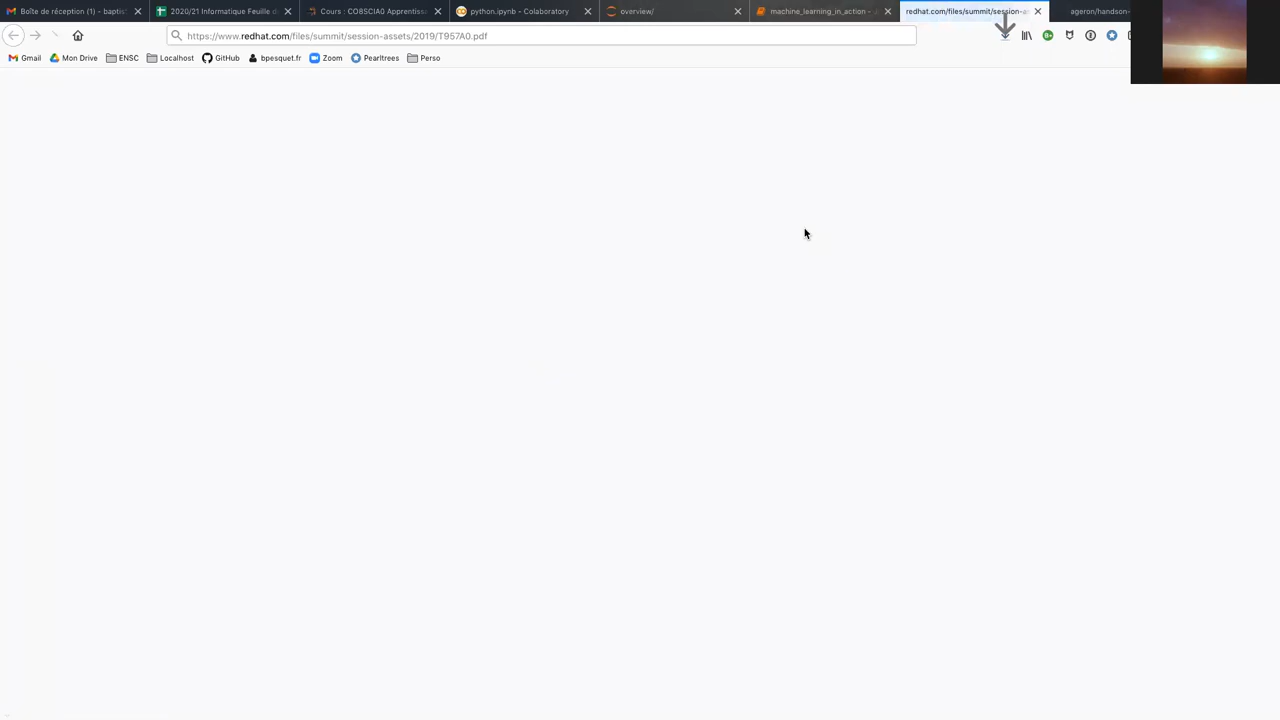 Boîte de réception (1) - baptis
2020/21 Informatique Feuille d
Cours : CO8SCIA0 Apprentiss
python.ipynb - Colaboratory
overview/
machine_learning_in_action -
redhat.com/files/summit/session-a
ageron/handson-
https://www.redhat.com/files/summit/session-assets/2019/T957A0.pdf
Gmail
Mon Drive
ENSC
Localhost
GitHub
bpesquet.fr
Zoom
Pearltrees
Perso